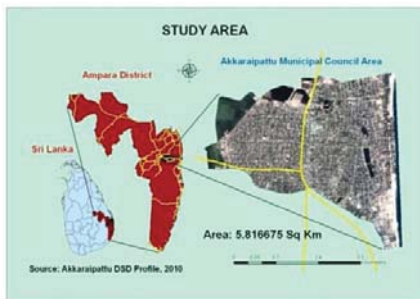 STUDY AREA
Ampara District
Akkaraipattu Municipal Council Area
Sri Lanka
Area: 5.816675 Sq Km
Source: Akkaraipattu DSD Profile, 2010